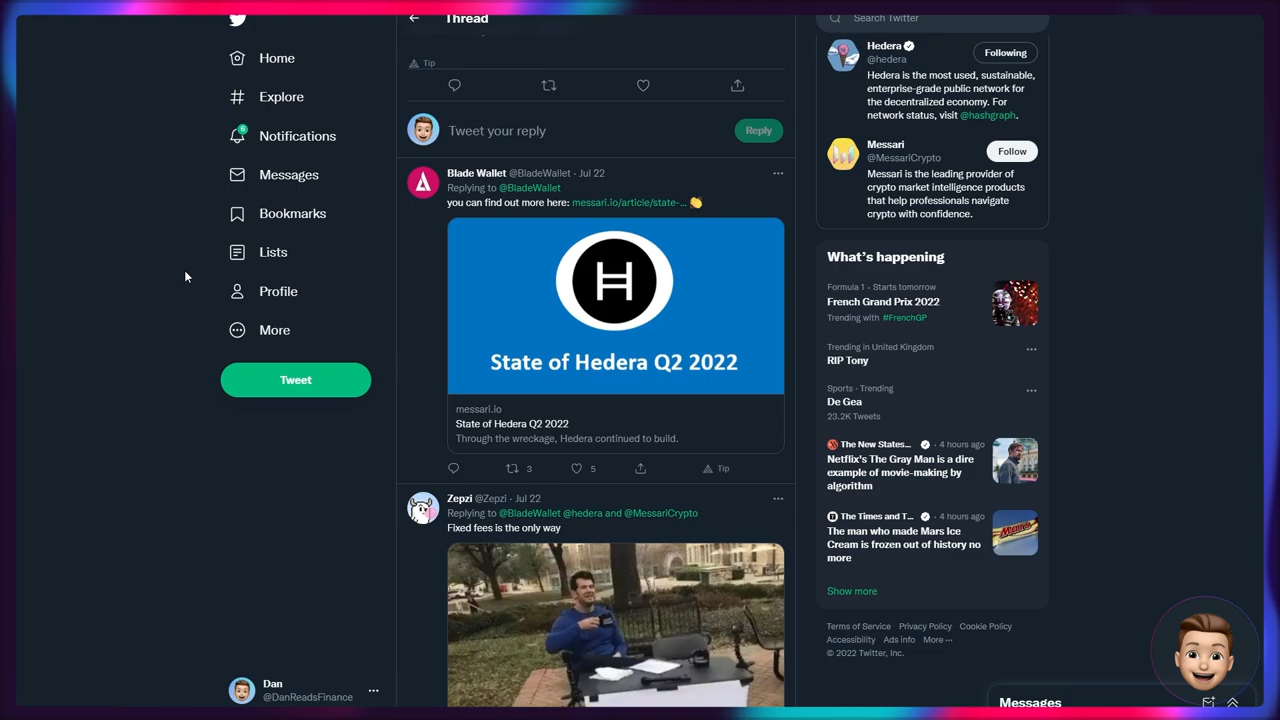 Home
Explore
6
Notifications
Messages
Bookmarks
Lists
Profile
More
Tweet
Dan
@DanReadsFinance
Thread
Tip
Tweet your reply
Reply
Blade Wallet @BladeWallet · Jul 22
Replying to @BladeWallet
you can find out more here: messari.io/article/state-...
State of Hedera Q2 2022
messari.io
State of Hedera Q2 2022
Through the wreckage, Hedera continued to build.
3
5
Tip
Zepzi @Zepzi · Jul 22
Replying to @BladeWallet @hedera and @MessariCrypto
Fixed fees is the only way
Search Twitter
Hedera
@hedera
Following
Hedera is the most used, sustainable,
enterprise-grade public network for
the decentralized economy. For
network status, visit @hashgraph.
Messari
@MessariCrypto
Follow
Messari is the leading provider of
crypto market intelligence products
that help professionals navigate
crypto with confidence.
What's happening
Formula 1 · Starts tomorrow
French Grand Prix 2022
Trending with #FrenchGP
Trending in United Kingdom
RIP Tony
Sports · Trending
De Gea
23.2K Tweets
The New States... · 4 hours ago
Netflix's The Gray Man is a dire
example of movie-making by
algorithm
The Times and T... · 4 hours ago
The man who made Mars Ice
Cream is frozen out of history no
more
Show more
Terms of Service Privacy Policy Cookie Policy
Accessibility Ads info More ···
© 2022 Twitter, Inc.
Messages